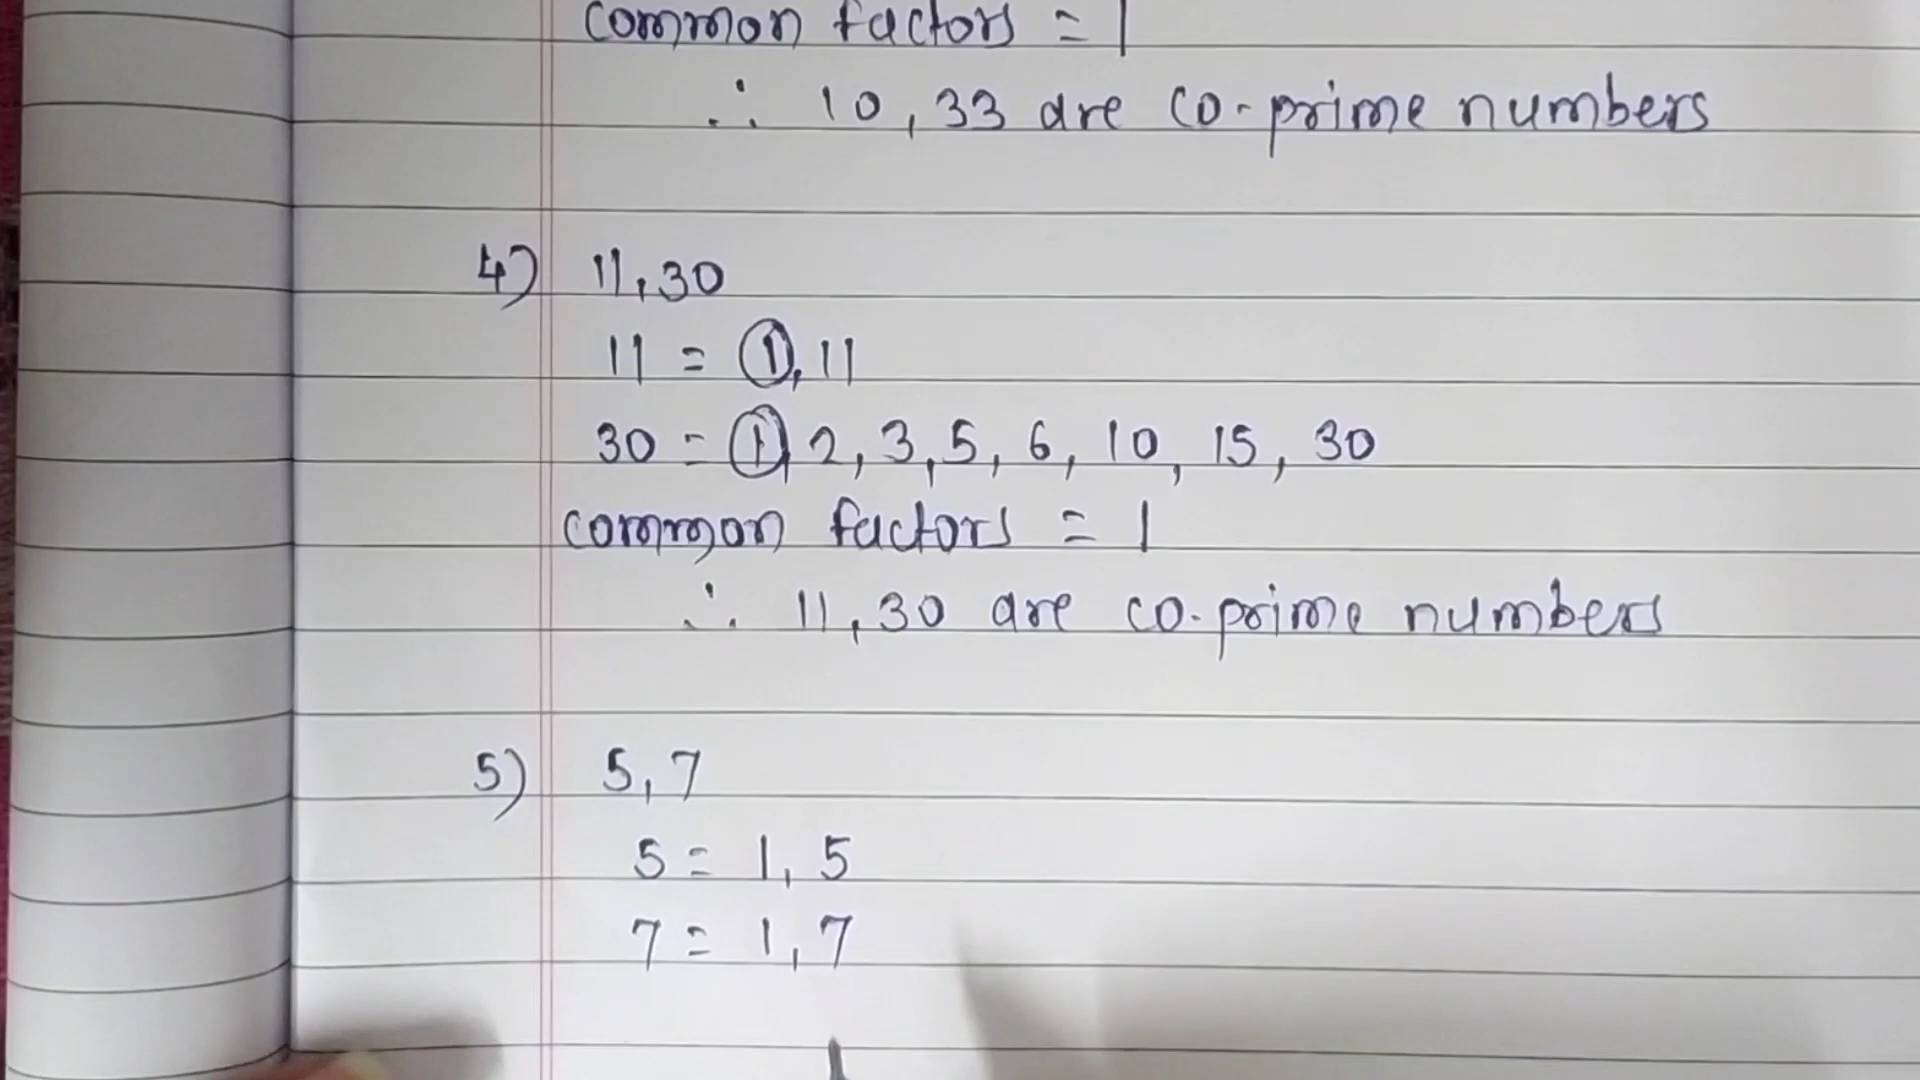 common factors = 1
∴ 10, 33 are co-prime numbers
4) 11, 30
11 = 1, 11
30 = 1, 2, 3, 5, 6, 10, 15, 30
common factors = 1
∴ 11, 30 are co-prime numbers
5) 5, 7
5 = 1, 5
7 = 1, 7